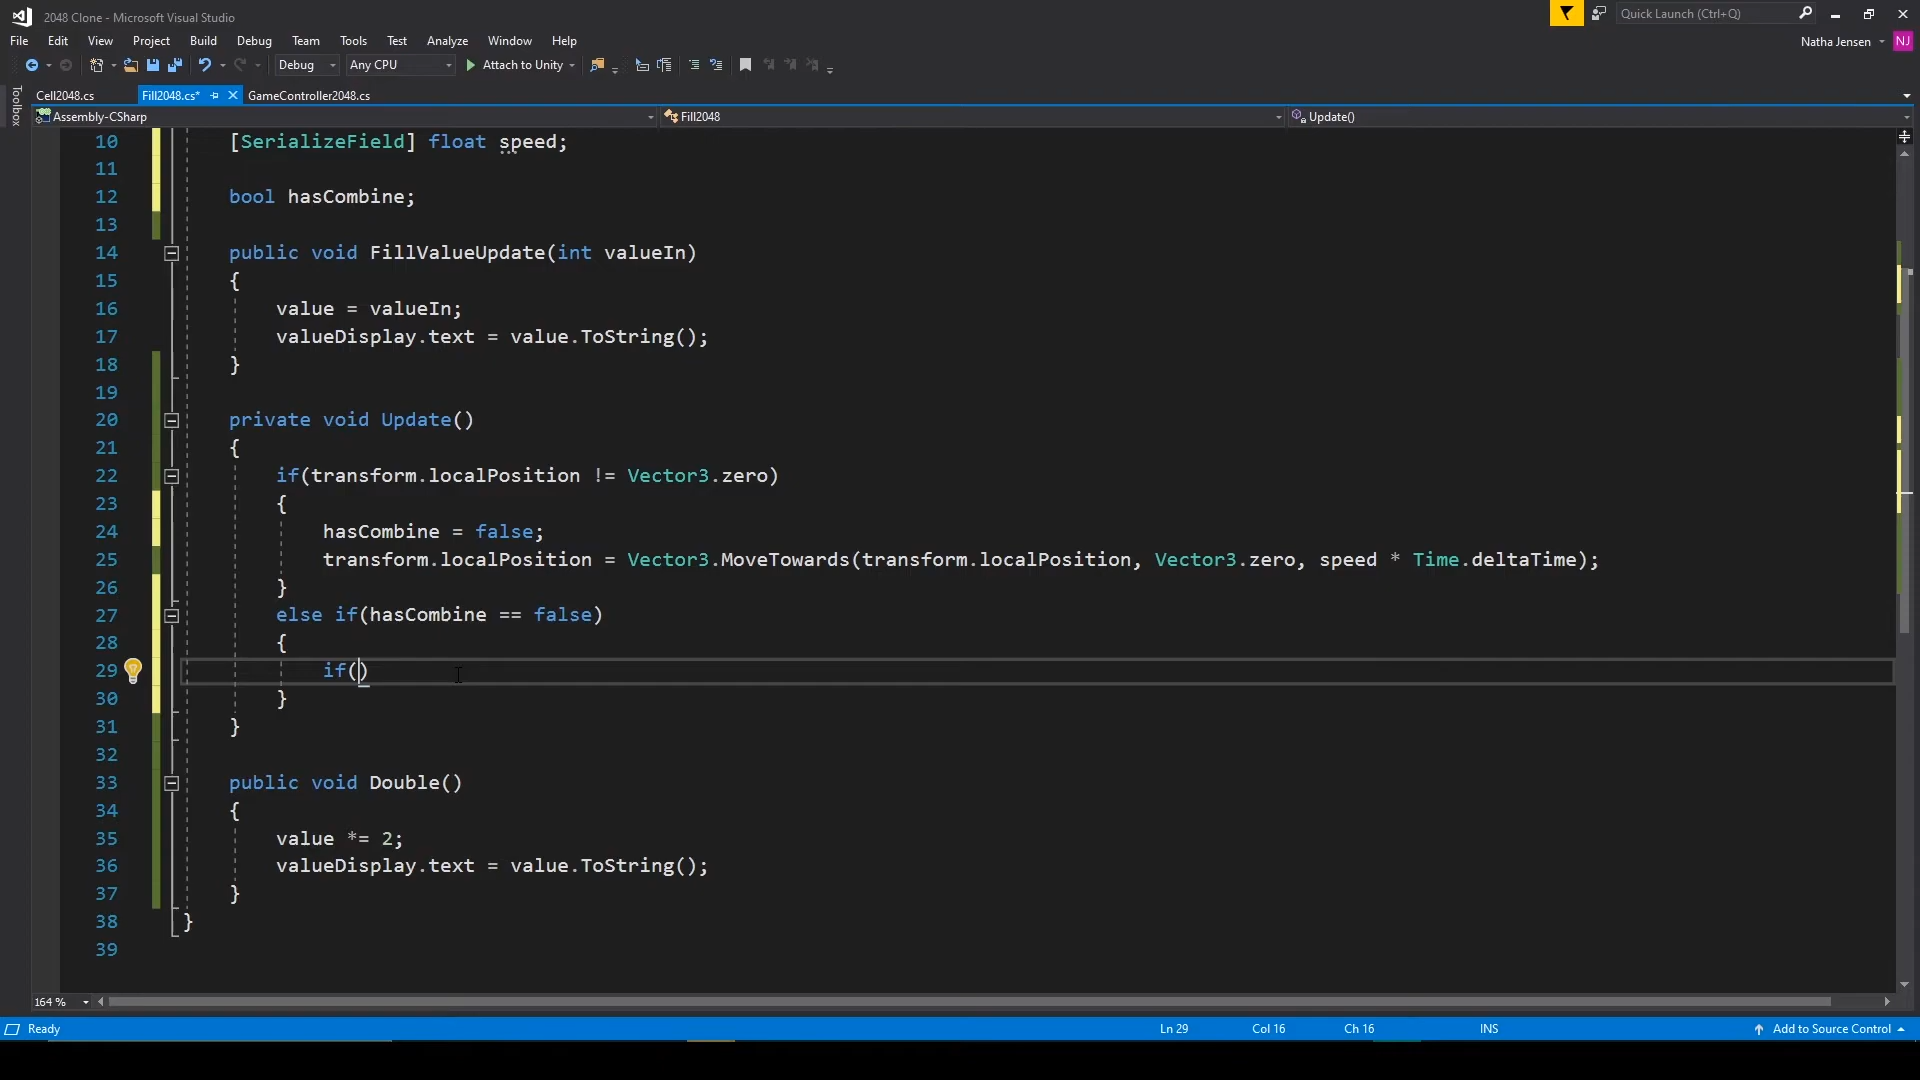 2048 Clone - Microsoft Visual Studio
Quick Launch (Ctrl+Q)
File Edit View Project Build Debug Team Tools Test Analyze Window Help
Natha Jensen NJ
Debug Any CPU Attach to Unity
Toolbox
Cell2048.cs Fill2048.cs* GameController2048.cs
Assembly-CSharp Fill2048 Update()
10 [SerializeField] float speed;
11
12 bool hasCombine;
13
14 public void FillValueUpdate(int valueIn)
15 {
16 value = valueIn;
17 valueDisplay.text = value.ToString();
18 }
19
20 private void Update()
21 {
22 if(transform.localPosition != Vector3.zero)
23 {
24 hasCombine = false;
25 transform.localPosition = Vector3.MoveTowards(transform.localPosition, Vector3.zero, speed * Time.deltaTime);
26 }
27 else if(hasCombine == false)
28 {
29 if()
30 }
31 }
32
33 public void Double()
34 {
35 value *= 2;
36 valueDisplay.text = value.ToString();
37 }
38 }
39
164 %
Ready Ln 29 Col 16 Ch 16 INS Add to Source Control